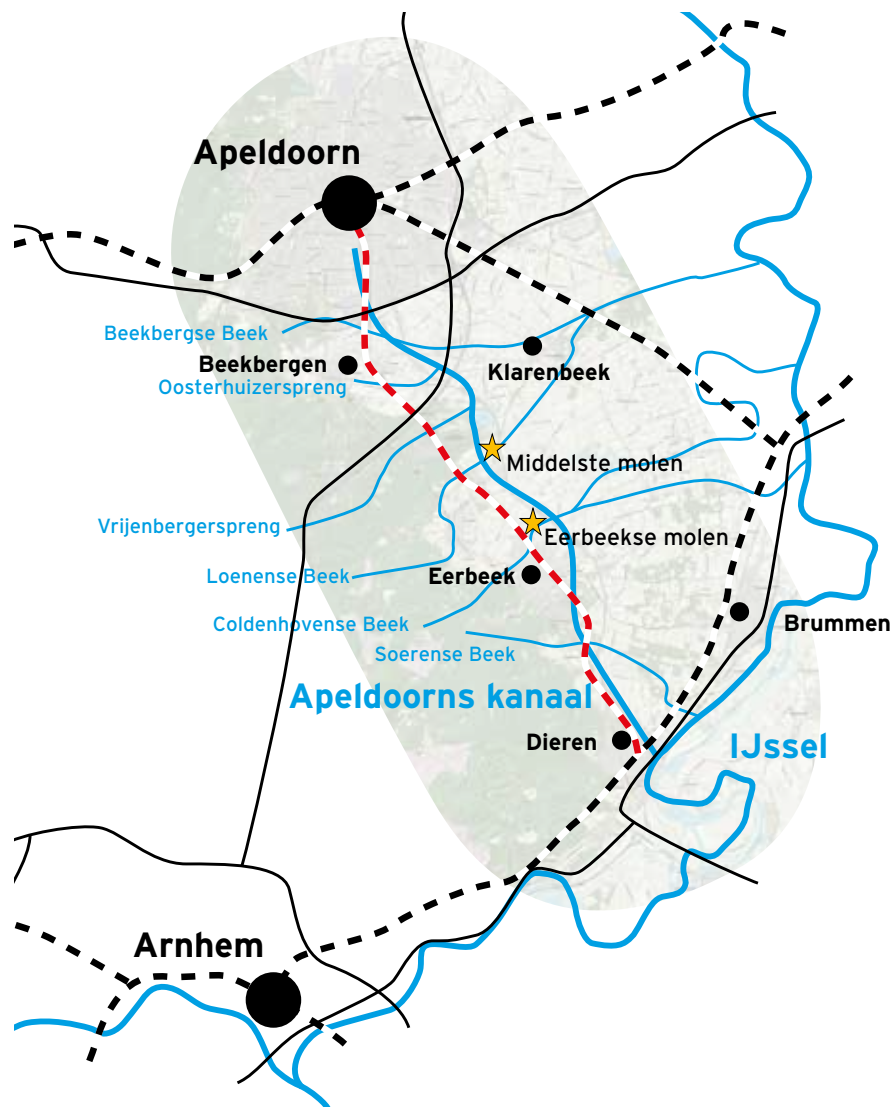 Apeldoorn
Beekbergse Beek
Beekbergen
Klarenbeek
Oosterhuizerspreng
Middelste molen
Vrijenbergerspreng
Eerbeekse molen
Loenense Beek
Eerbeek
Coldenhovense Beek
Brummen
Soerense Beek
Apeldoorns kanaal
Dieren
IJssel
Arnhem